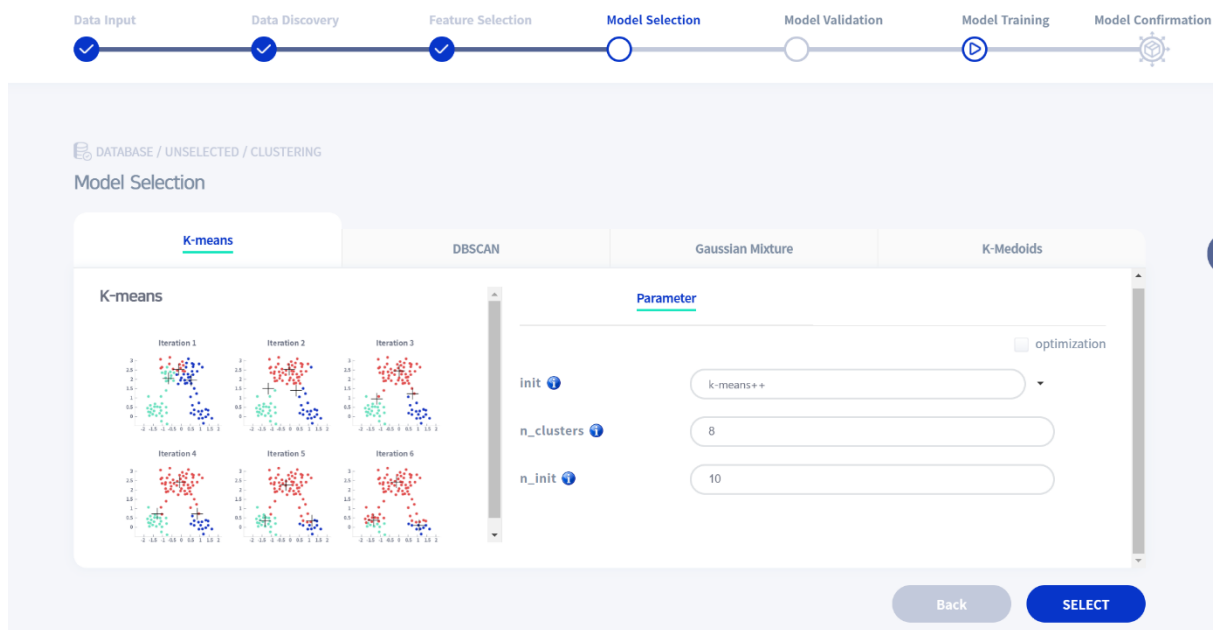 Data Input Data Discovery Feature Selection Model Selection Model Validation Model Training Model Confirmation
DATABASE / UNSELECTED / CLUSTERING
Model Selection
K-means DBSCAN Gaussian Mixture K-Medoids
K-means
Iteration 1 Iteration 2 Iteration 3
Iteration 4 Iteration 5 Iteration 6
Parameter
optimization
init k-means++
n_clusters 8
n_init 10
Back SELECT